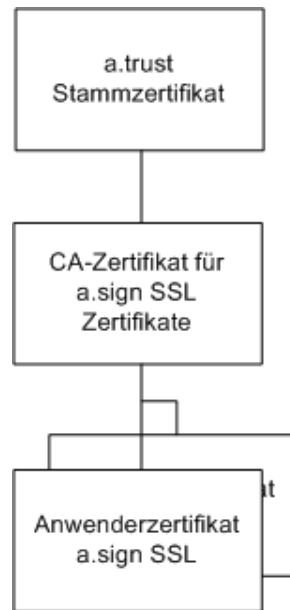 a.trust
Stammzertifikat
CA-Zertifikat für
a.sign SSL
Zertifikate
Anwenderzertifikat
a.sign SSL